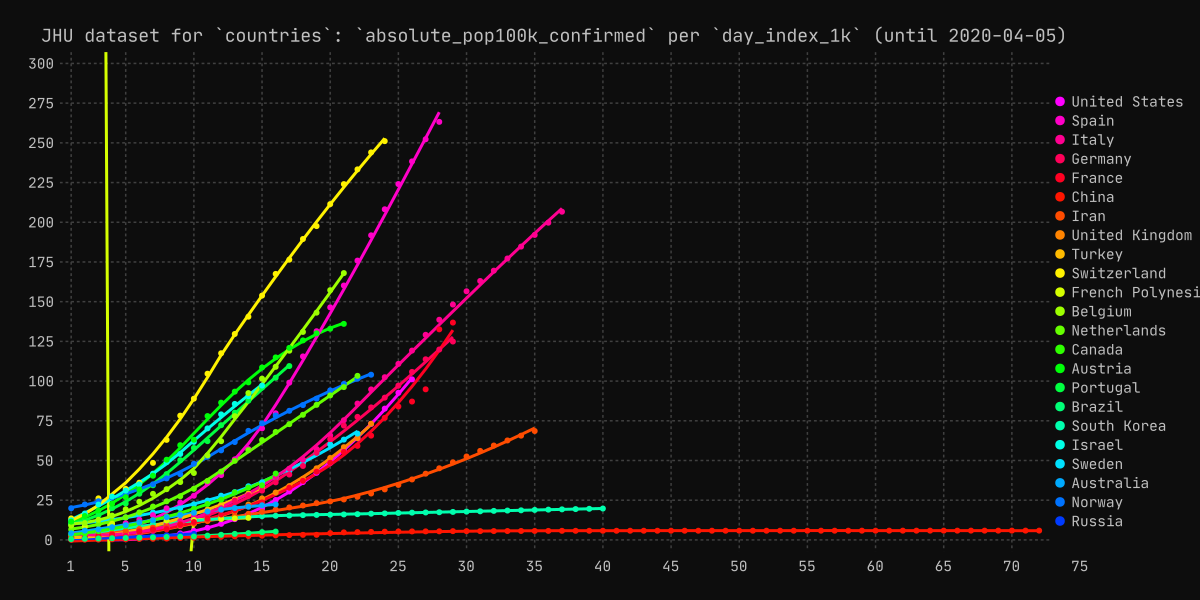 JHU dataset for `countries`: `absolute_pop100k_confirmed` per `day_index_1k` (until 2020-04-05)
300
275
250
225
200
175
150
125
100
75
50
25
0
1 5 10 15 20 25 30 35 40 45 50 55 60 65 70 75
United States
Spain
Italy
Germany
France
China
Iran
United Kingdom
Turkey
Switzerland
French Polynesi
Belgium
Netherlands
Canada
Austria
Portugal
Brazil
South Korea
Israel
Sweden
Australia
Norway
Russia